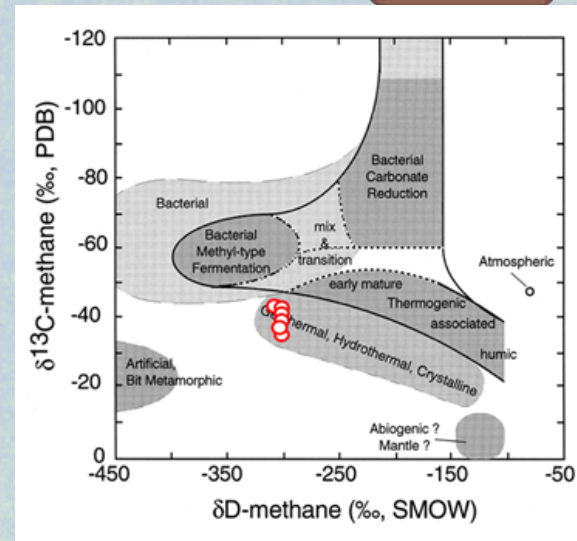 -120
-100
-80
-60
-40
-20
0
δ13C-methane (‰, PDB)
Bacterial
Carbonate
Reduction
Bacterial
mix
&
transition
Bacterial
Methyl-type
Fermentation
Atmospheric
early mature
Thermogenic
associated
humic
Geothermal, Hydrothermal, Crystalline
Artificial,
Bit Metamorphic
Abiogenic ?
Mantle ?
-450
-350
-250
-150
-50
δD-methane (‰, SMOW)